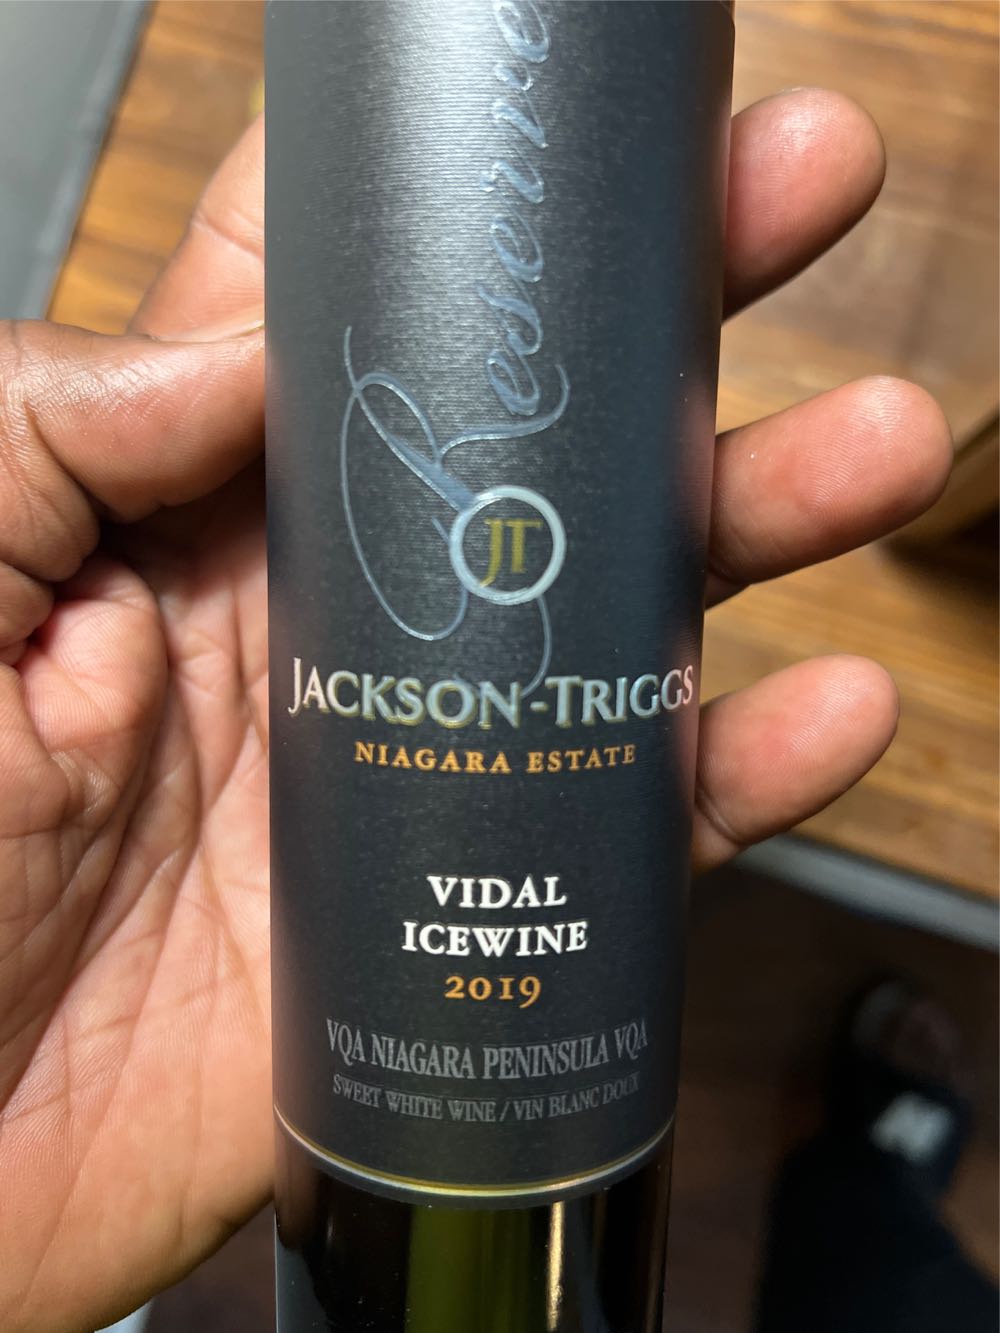 Reserve
JT
JACKSON-TRIGGS
NIAGARA ESTATE
VIDAL
ICEWINE
2019
VQA NIAGARA PENINSULA VQA
SWEET WHITE WINE / VIN BLANC DOUX